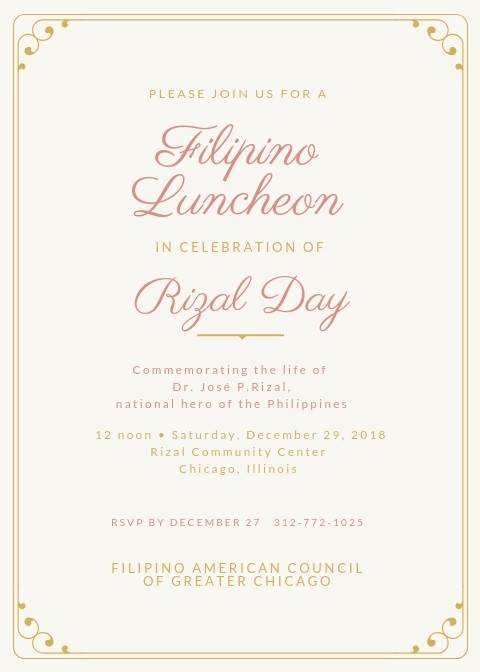 PLEASE JOIN US FOR A
Filipino
Luncheon
IN CELEBRATION OF
Rizal Day
Commemorating the life of
Dr. José P.Rizal,
national hero of the Philippines
12 noon • Saturday, December 29, 2018
Rizal Community Center
Chicago, Illinois
RSVP BY DECEMBER 27 312-772-1025
FILIPINO AMERICAN COUNCIL
OF GREATER CHICAGO